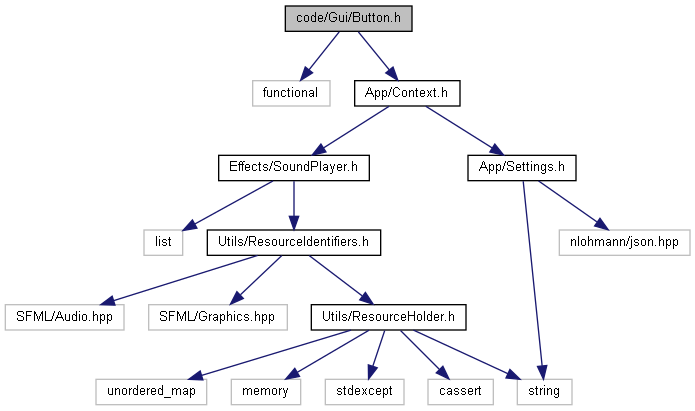 code/Gui/Button.h
functional
App/Context.h
Effects/SoundPlayer.h
App/Settings.h
list
Utils/ResourceIdentifiers.h
nlohmann/json.hpp
SFML/Audio.hpp
SFML/Graphics.hpp
Utils/ResourceHolder.h
unordered_map
memory
stdexcept
cassert
string